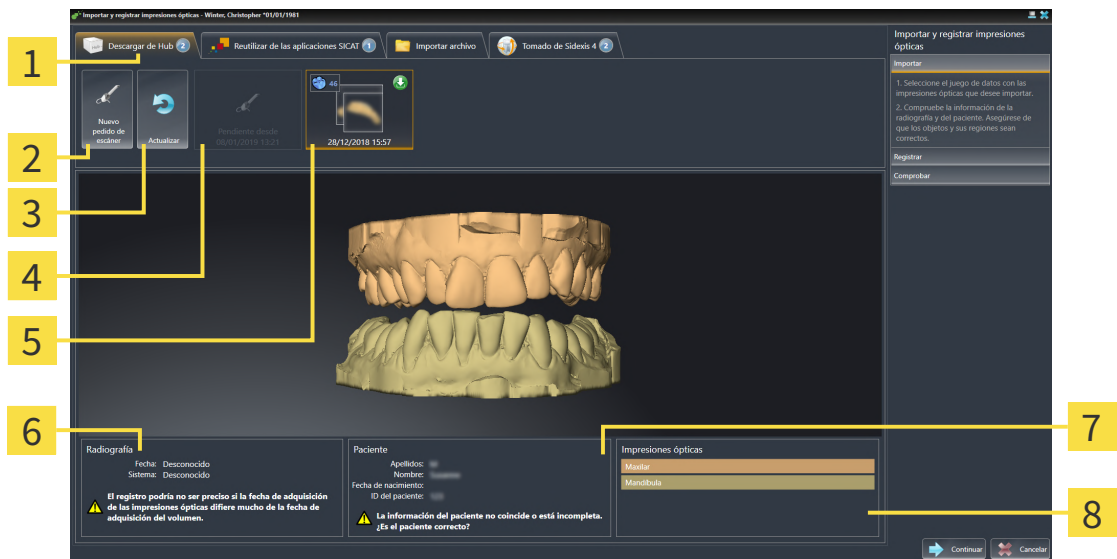 Importar y registrar impresiones ópticas - Winter, Christopher *01/01/1981
1
Descargar de Hub 2
Reutilizar de las aplicaciones SICAT 1
Importar archivo
Tomado de Sidexis 4 2
Importar y registrar impresiones
ópticas
Importar
1. Seleccione el juego de datos con las
impresiones ópticas que desee importar.
2. Compruebe la información de la
radiografía y del paciente. Asegúrese de
que los objetos y sus regiones sean
correctos.
Registrar
Comprobar
2
Nuevo
pedido de
escáner
3
Actualizar
4
Pendiente desde
08/01/2019 13:21
5
46
28/12/2018 15:57
6
Radiografía
Fecha: Desconocido
Sistema: Desconocido
El registro podría no ser preciso si la fecha de adquisición
de las impresiones ópticas difiere mucho de la fecha de
adquisición del volumen.
7
Paciente
Apellidos:
Nombre:
Fecha de nacimiento:
ID del paciente:
La información del paciente no coincide o está incompleta.
¿Es el paciente correcto?
8
Impresiones ópticas
Maxilar
Mandíbula
Continuar
Cancelar